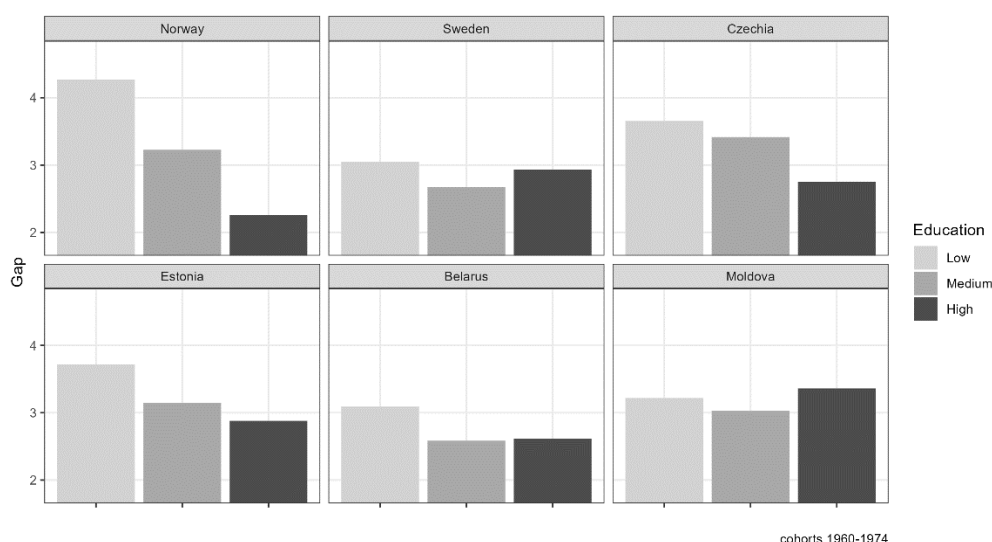 Norway
Sweden
Czechia
4
3
2
Estonia
Belarus
Moldova
4
3
2
Gap
Education
Low
Medium
High
cohorts 1960-1974